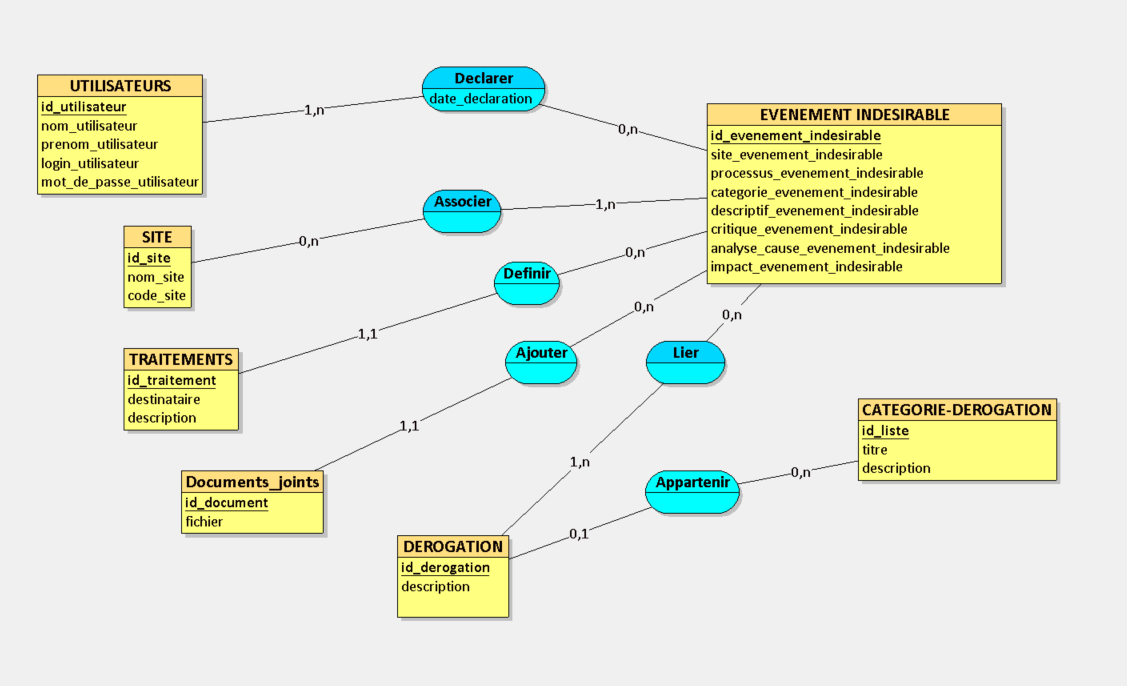 UTILISATEURS
id_utilisateur
nom_utilisateur
prenom_utilisateur
login_utilisateur
mot_de_passe_utilisateur
1,n
Declarer
date_declaration
0,n
EVENEMENT INDESIRABLE
id_evenement_indesirable
site_evenement_indesirable
processus_evenement_indesirable
categorie_evenement_indesirable
descriptif_evenement_indesirable
critique_evenement_indesirable
analyse_cause_evenement_indesirable
impact_evenement_indesirable
Associer
1,n
0,n
SITE
id_site
nom_site
code_site
Definir
0,n
1,1
TRAITEMENTS
id_traitement
destinataire
description
Ajouter
0,n
1,1
Documents_joints
id_document
fichier
Lier
0,n
1,n
DEROGATION
id_derogation
description
Appartenir
0,n
0,1
CATEGORIE-DEROGATION
id_liste
titre
description